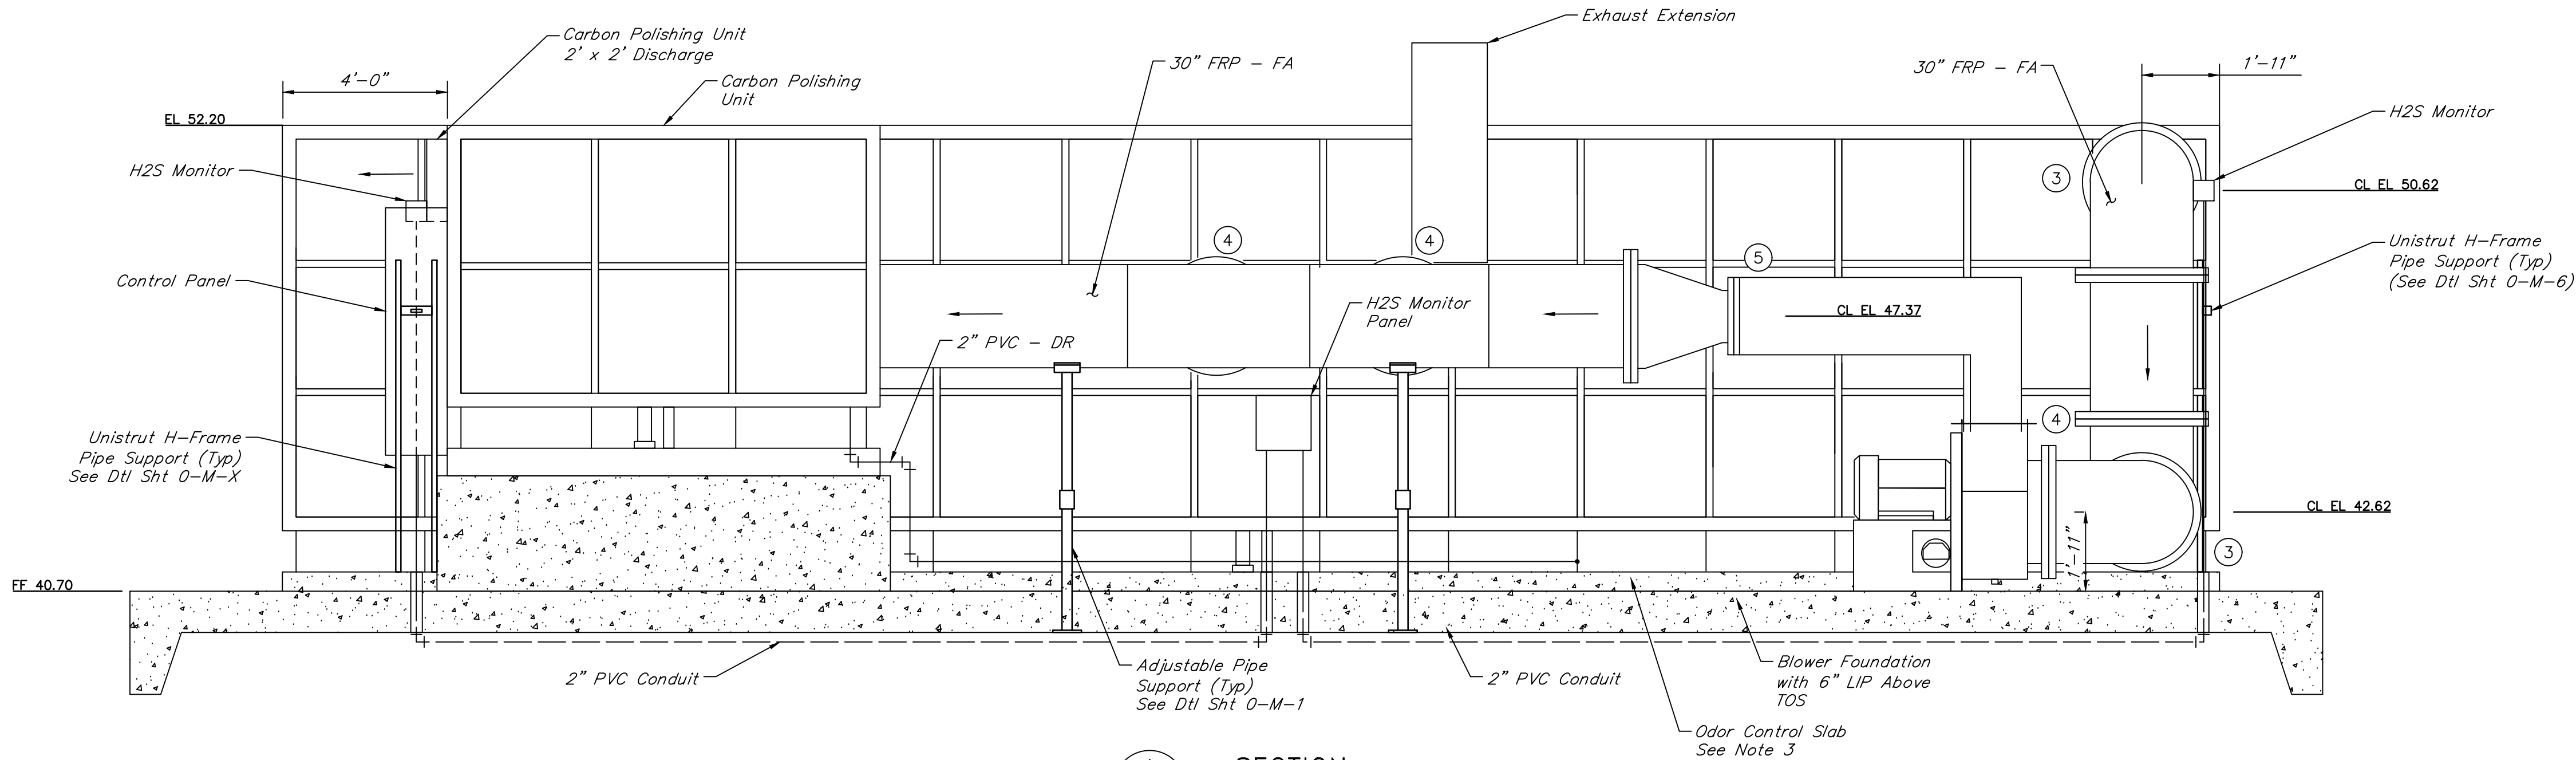 Exhaust Extension
Carbon Polishing Unit
2' x 2' Discharge
4'-0"
Carbon Polishing
Unit
30" FRP - FA
30" FRP - FA
1'-11"
H2S Monitor
EL 52.20
H2S Monitor
3
CL EL 50.62
4
4
5
Unistrut H-Frame
Pipe Support (Typ)
(See Dtl Sht O-M-6)
Control Panel
H2S Monitor
Panel
CL EL 47.37
2" PVC - DR
4
Unistrut H-Frame
Pipe Support (Typ)
See Dtl Sht O-M-X
CL EL 42.62
1'-11"
3
FF 40.70
2" PVC Conduit
Adjustable Pipe
Support (Typ)
See Dtl Sht O-M-1
2" PVC Conduit
Blower Foundation
with 6" LIP Above
TOS
Odor Control Slab
See Note 3